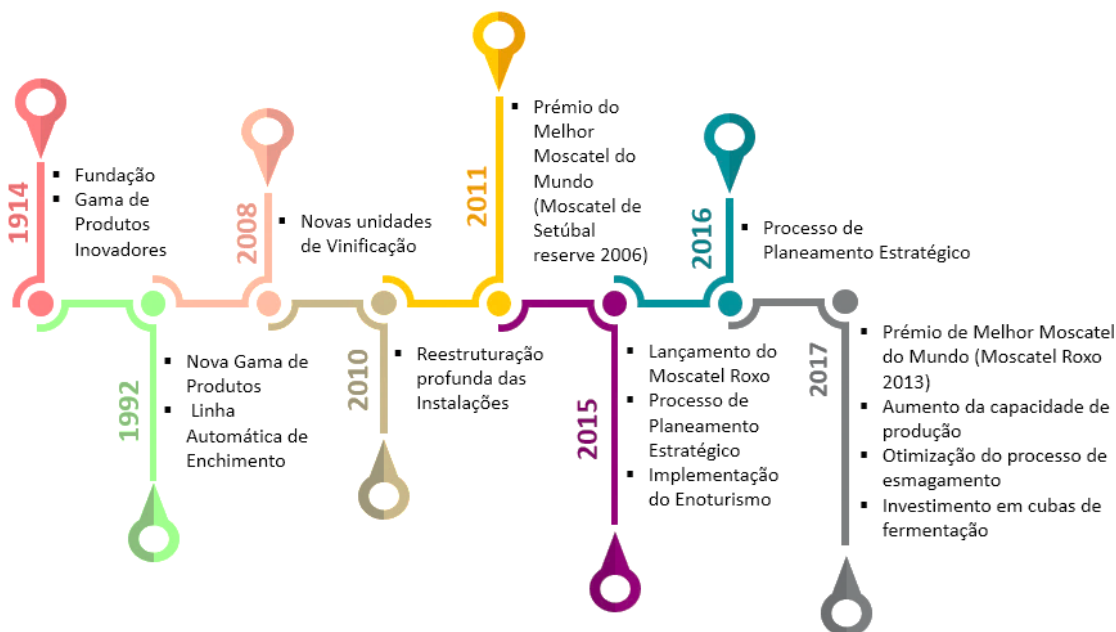 1914
▪ Fundação
▪ Gama de
Produtos
Inovadores
1992
▪ Nova Gama de
Produtos
▪ Linha
Automática de
Enchimento
2008
▪ Novas unidades
de Vinificação
2010
▪ Reestruturação
profunda das
Instalações
2011
▪ Prémio do
Melhor
Moscatel do
Mundo
(Moscatel de
Setúbal
reserve 2006)
2015
▪ Lançamento do
Moscatel Roxo
▪ Processo de
Planeamento
Estratégico
▪ Implementação
do Enoturismo
2016
▪ Processo de
Planeamento Estratégico
2017
▪ Prémio de Melhor Moscatel
do Mundo (Moscatel Roxo
2013)
▪ Aumento da capacidade de
produção
▪ Otimização do processo de
esmagamento
▪ Investimento em cubas de
fermentação